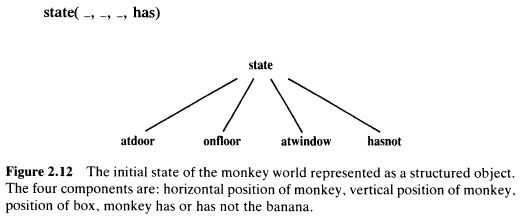 state( _, _, _, has)
state
atdoor onfloor atwindow hasnot
Figure 2.12 The initial state of the monkey world represented as a structured object.
The four components are: horizontal position of monkey, vertical position of monkey,
position of box, monkey has or has not the banana.